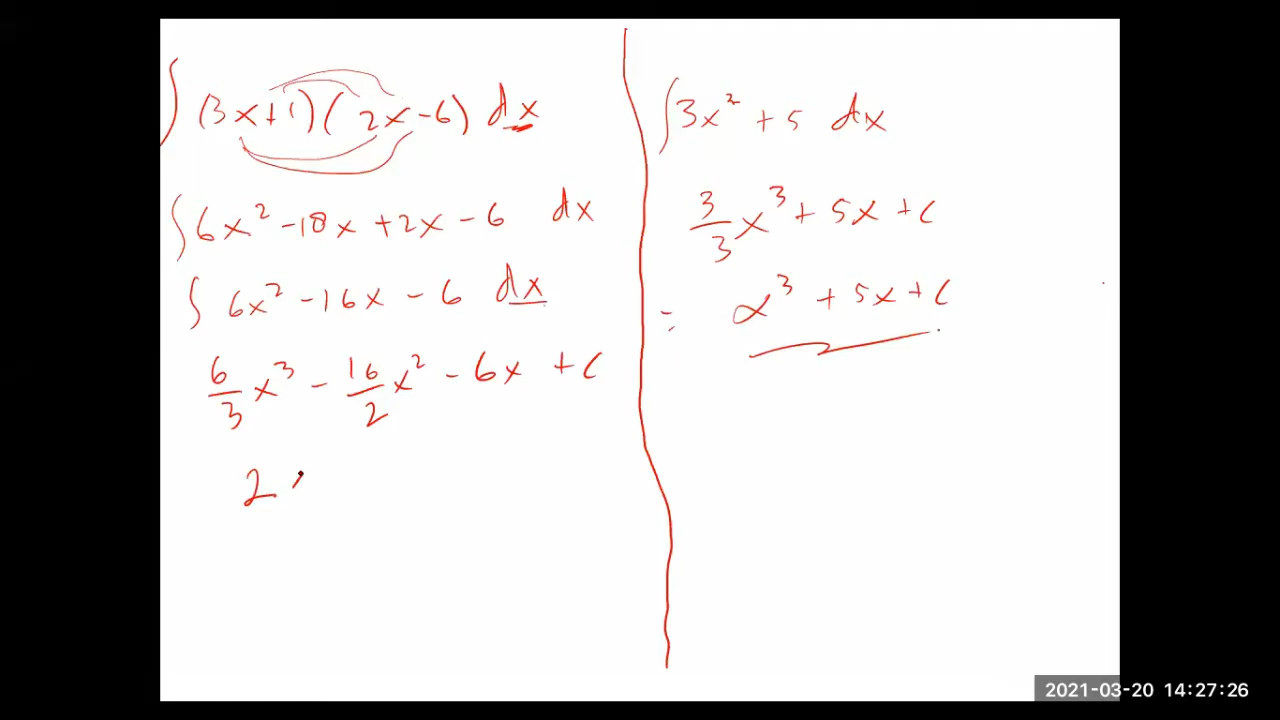 ∫ (3x+1)(2x-6) dx
∫ 6x² -18x +2x -6 dx
∫ 6x² -16x -6 dx
6/3 x³ - 16/2 x² - 6x + C
2
∫ 3x² + 5 dx
3/3 x³ + 5x + C
= x³ + 5x + C
2021-03-20 14:27:26